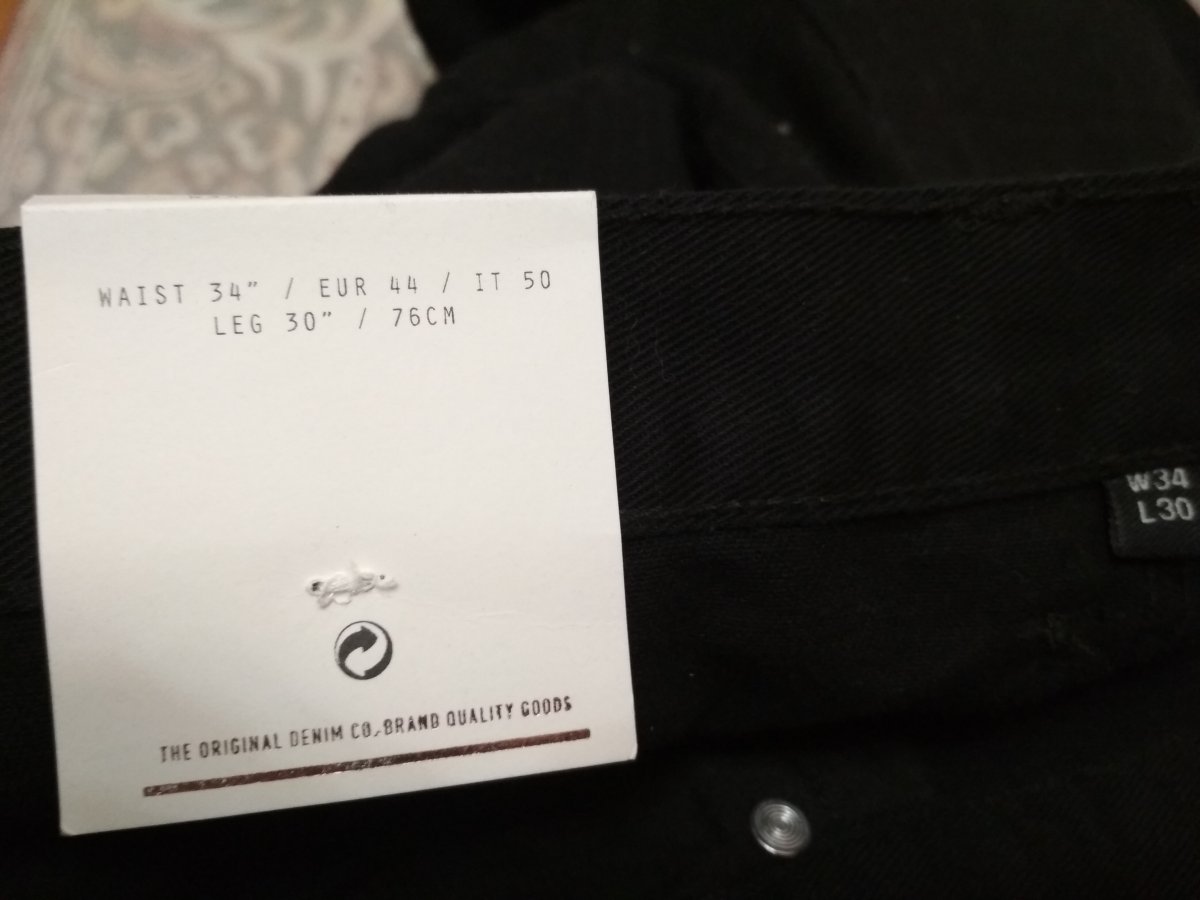 WAIST 34" / EUR 44 / IT 50
LEG 30" / 76CM
THE ORIGINAL DENIM CO. BRAND QUALITY GOODS
W34
L30